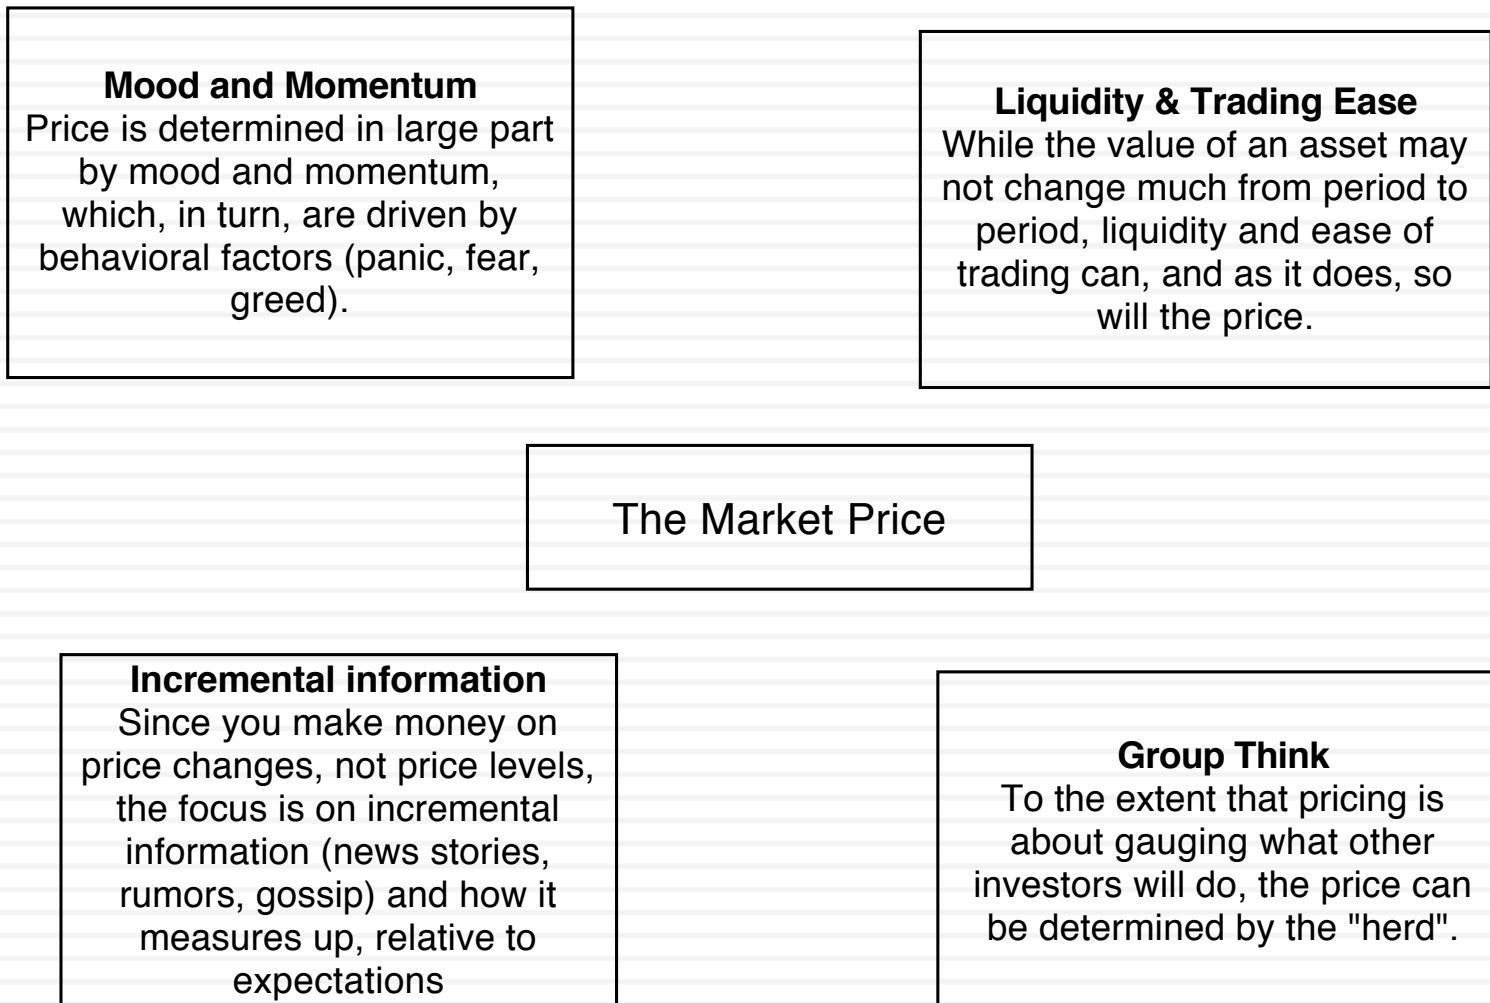 Mood and Momentum
Price is determined in large part
by mood and momentum,
which, in turn, are driven by
behavioral factors (panic, fear,
greed).
Liquidity & Trading Ease
While the value of an asset may
not change much from period to
period, liquidity and ease of
trading can, and as it does, so
will the price.
The Market Price
Incremental information
Since you make money on
price changes, not price levels,
the focus is on incremental
information (news stories,
rumors, gossip) and how it
measures up, relative to
expectations
Group Think
To the extent that pricing is
about gauging what other
investors will do, the price can
be determined by the "herd".